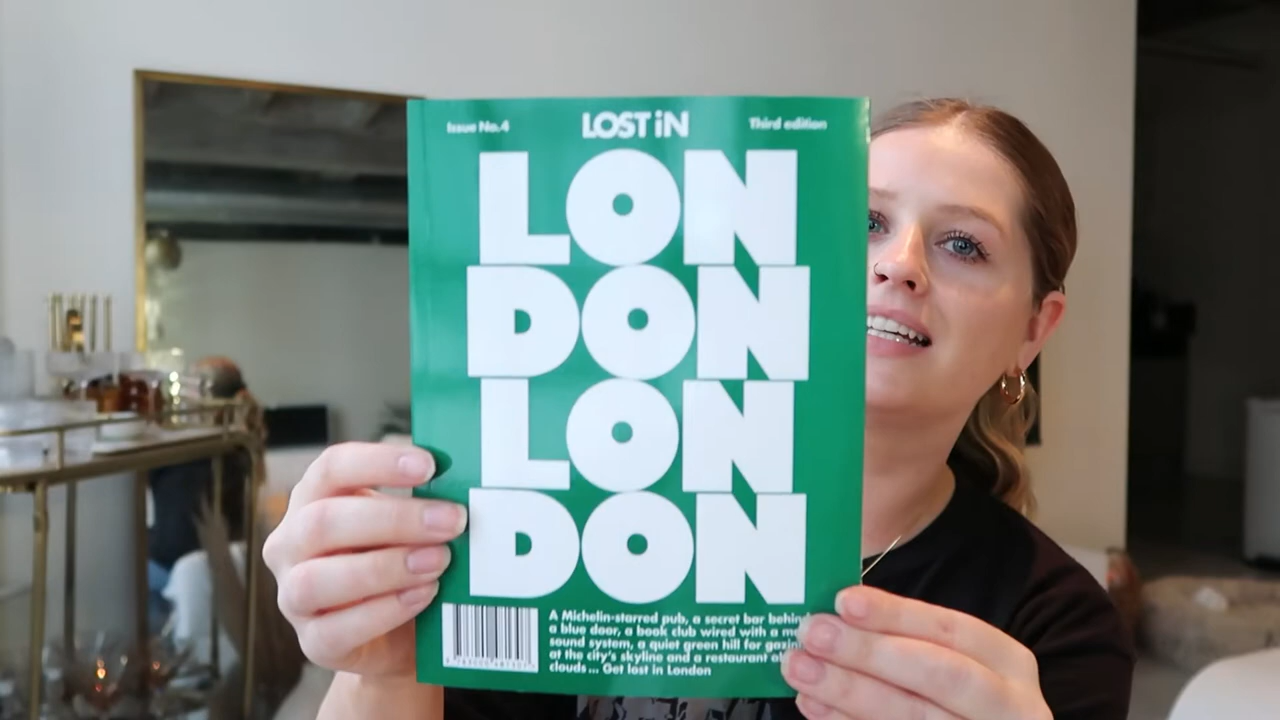 Issue No.4
LOST iN
Third edition
LON
DON
LON
DON
A Michelin-starred pub, a secret bar behind
a blue door, a book club wired with a
sound system, a quiet green hill for
at the city's skyline and a restaurant
clouds... Get lost in London